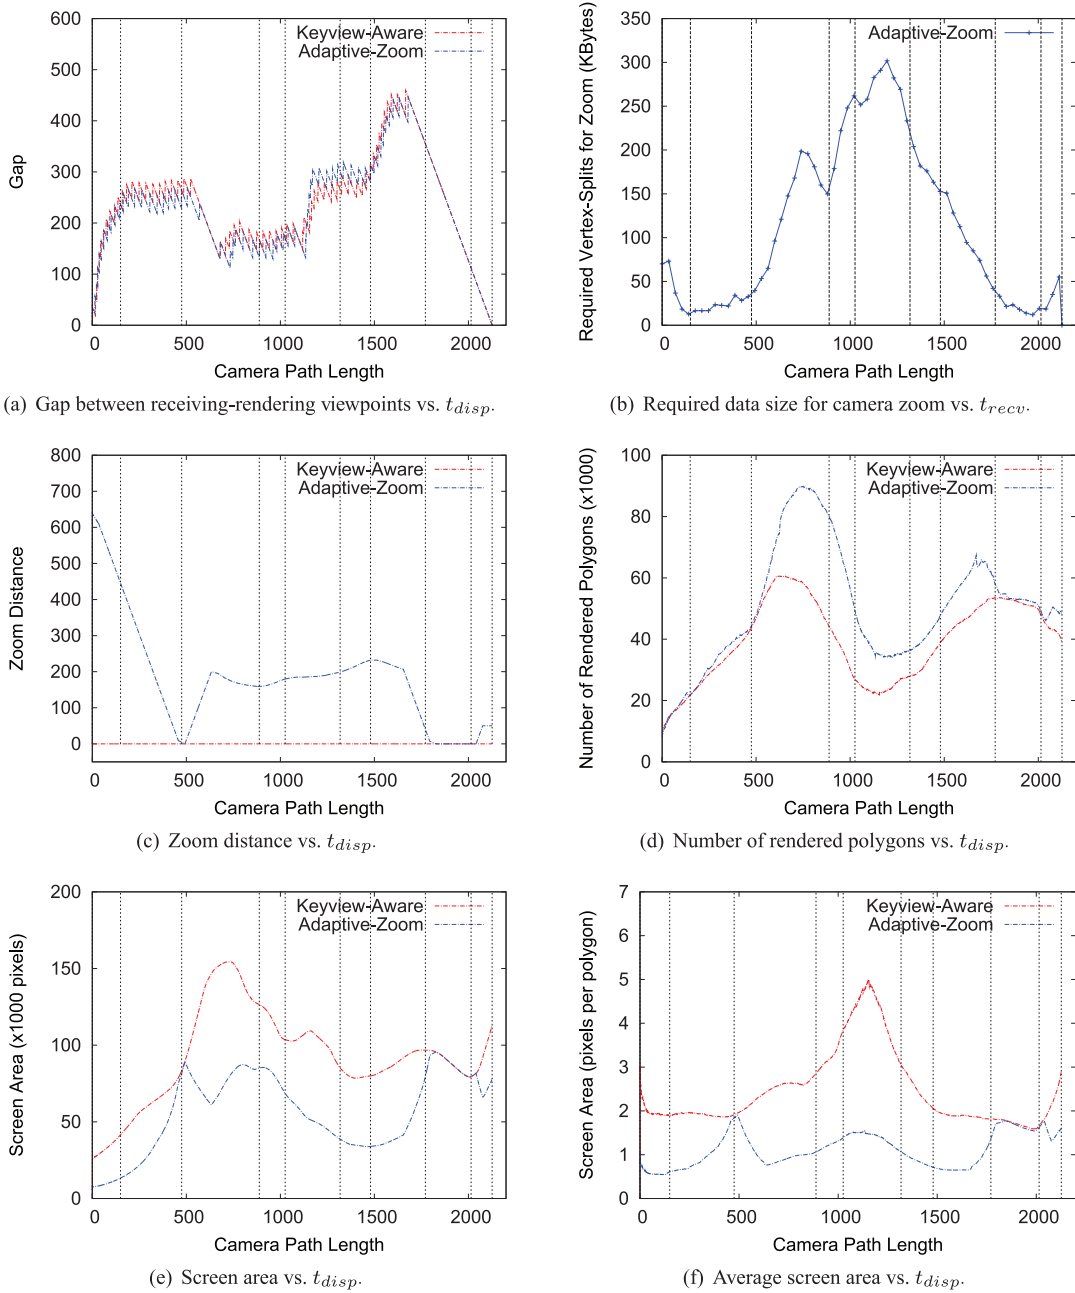 600
500
400
300
200
100
0
Gap
Keyview-Aware
Adaptive-Zoom
0 500 1000 1500 2000
Camera Path Length
(a) Gap between receiving-rendering viewpoints vs. t_disp.
350
300
250
200
150
100
50
0
Required Vertex-Splits for Zoom (KBytes)
Adaptive-Zoom
0 500 1000 1500 2000
Camera Path Length
(b) Required data size for camera zoom vs. t_recv.
800
700
600
500
400
300
200
100
0
Zoom Distance
Keyview-Aware
Adaptive-Zoom
0 500 1000 1500 2000
Camera Path Length
(c) Zoom distance vs. t_disp.
100
80
60
40
20
0
Number of Rendered Polygons (x1000)
Keyview-Aware
Adaptive-Zoom
0 500 1000 1500 2000
Camera Path Length
(d) Number of rendered polygons vs. t_disp.
200
150
100
50
0
Screen Area (x1000 pixels)
Keyview-Aware
Adaptive-Zoom
0 500 1000 1500 2000
Camera Path Length
(e) Screen area vs. t_disp.
7
6
5
4
3
2
1
0
Screen Area (pixels per polygon)
Keyview-Aware
Adaptive-Zoom
0 500 1000 1500 2000
Camera Path Length
(f) Average screen area vs. t_disp.